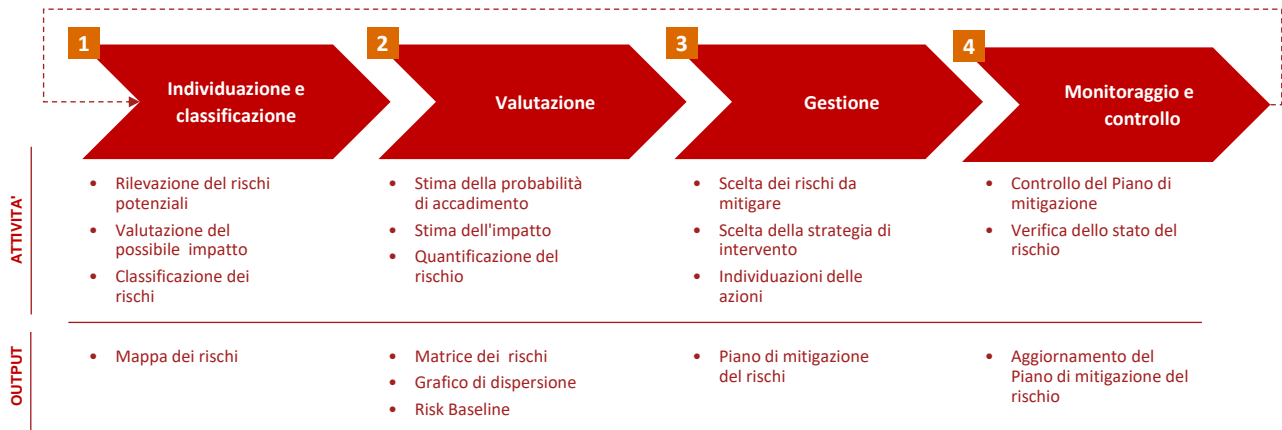 1
Individuazione e
classificazione
2
Valutazione
3
Gestione
4
Monitoraggio e
controllo
ATTIVITA'
• Rilevazione del rischi
potenziali
• Valutazione del
possibile  impatto
• Classificazione dei
rischi
• Stima della probabilità
di accadimento
• Stima dell'impatto
• Quantificazione del
rischio
• Scelta dei rischi da
mitigare
• Scelta della strategia di
intervento
• Individuazioni delle
azioni
• Controllo del Piano di
mitigazione
• Verifica dello stato del
rischio
OUTPUT
• Mappa dei rischi
• Matrice dei  rischi
• Grafico di dispersione
• Risk Baseline
• Piano di mitigazione
del rischi
• Aggiornamento del
Piano di mitigazione del
rischio